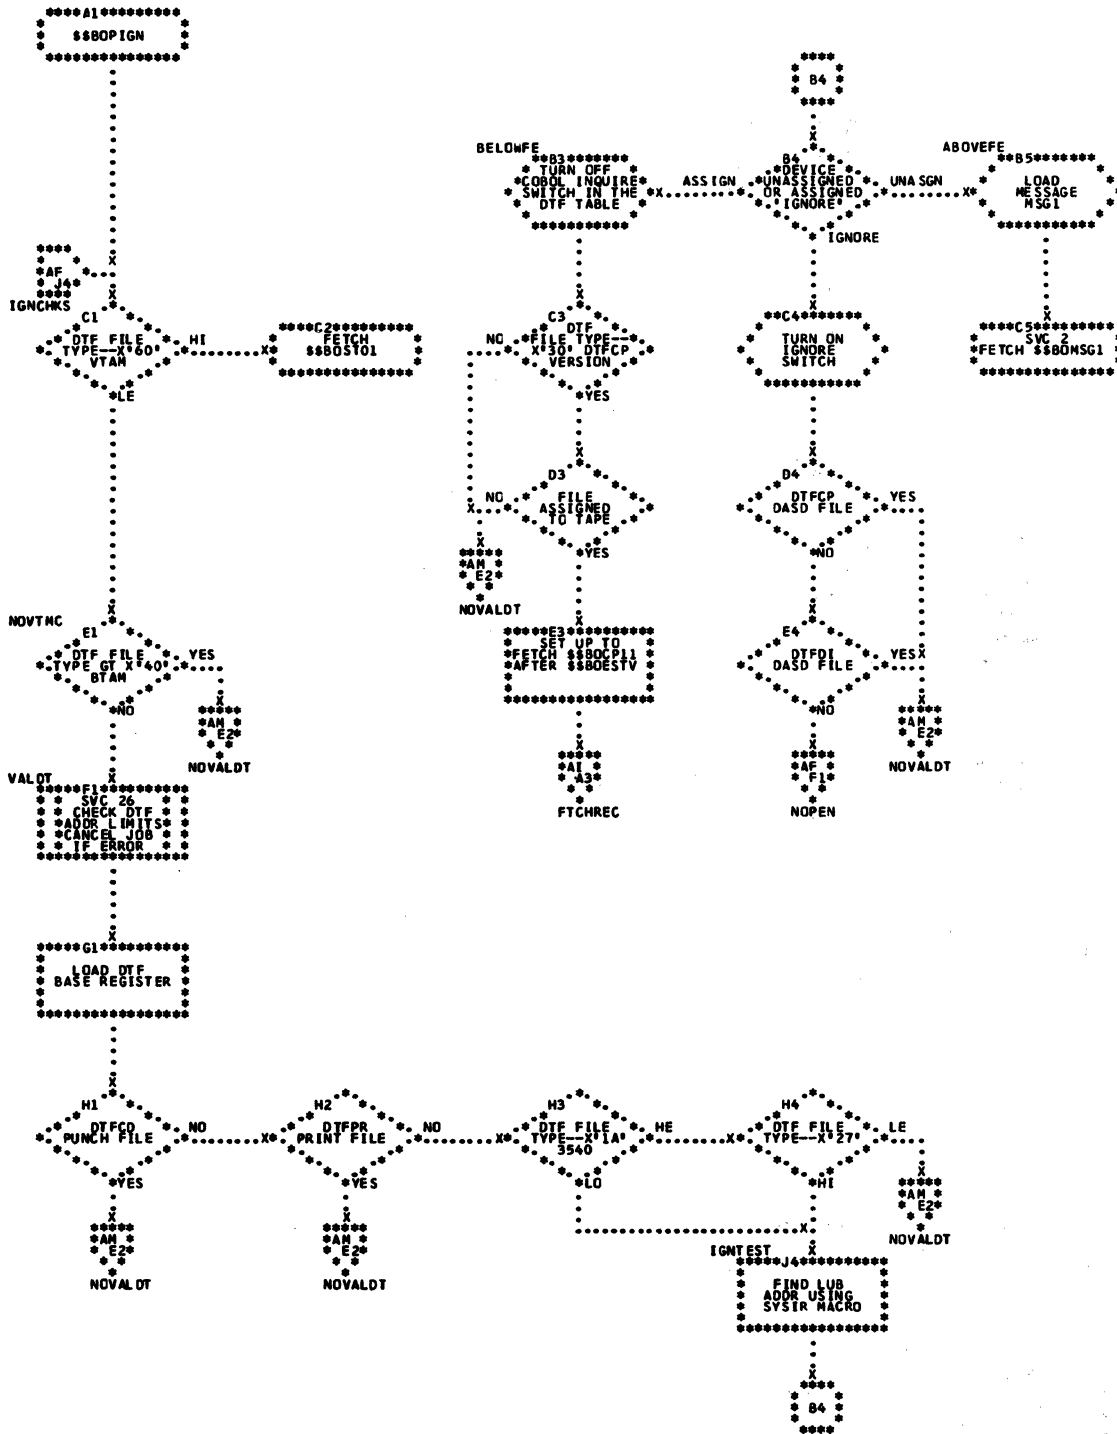 A1
$$BOPIGN
B4
BELOWFE
B3
TURN OFF
COBOL INQUIRE
SWITCH IN THE
DTF TABLE
ASSIGN
B4
DEVICE
UNASSIGNED
OR ASSIGNED
'IGNORE'
UNASGN
IGNORE
ABOVEFE
B5
LOAD
MESSAGE
MSG1
AF
J4
IGNCHKS
C1
DTF FILE
TYPE--X'60'
VTAM
HI
LE
C2
FETCH
$$BOST01
C3
DTF
FILE TYPE--
X'30' DTFCP
VERSION
NO
YES
C4
TURN ON
IGNORE
SWITCH
C5
SVC 2
FETCH $$BOMSG1
D3
FILE
ASSIGNED
TO TAPE
NO
YES
AM
E2
NOVALDT
D4
DTFCP
DASD FILE
YES
NO
NOVTMC
E1
DTF FILE
TYPE GT X'40'
BTAM
YES
NO
AM
E2
NOVALDT
E3
SET UP TO
FETCH $$BOCP11
AFTER $$BOESTV
AI
A3
FTCHREC
E4
DTFDI
DASD FILE
YES
NO
AF
F1
NOPEN
AM
E2
NOVALDT
VALDT
F1
SVC 26
CHECK DTF
ADDR LIMITS
CANCEL JOB
IF ERROR
G1
LOAD DTF
BASE REGISTER
H1
DTFCD
PUNCH FILE
NO
YES
AM
E2
NOVALDT
H2
DTFPR
PRINT FILE
NO
YES
AM
E2
NOVALDT
H3
DTF FILE
TYPE--X'1A'
3540
HE
LO
H4
DTF FILE
TYPE--X'27'
LE
HI
AM
E2
NOVALDT
IGNTEST
J4
FIND LUB
ADDR USING
SYSIR MACRO
B4